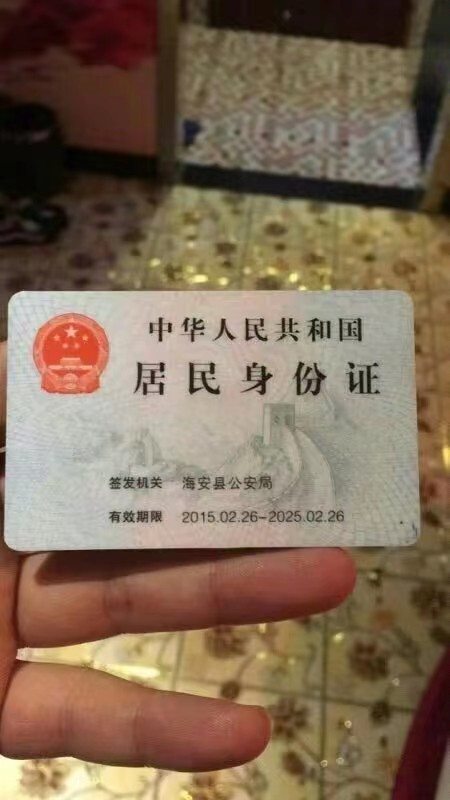 中华人民共和国
居民身份证
签发机关 海安县公安局
有效期限 2015.02.26-2025.02.26